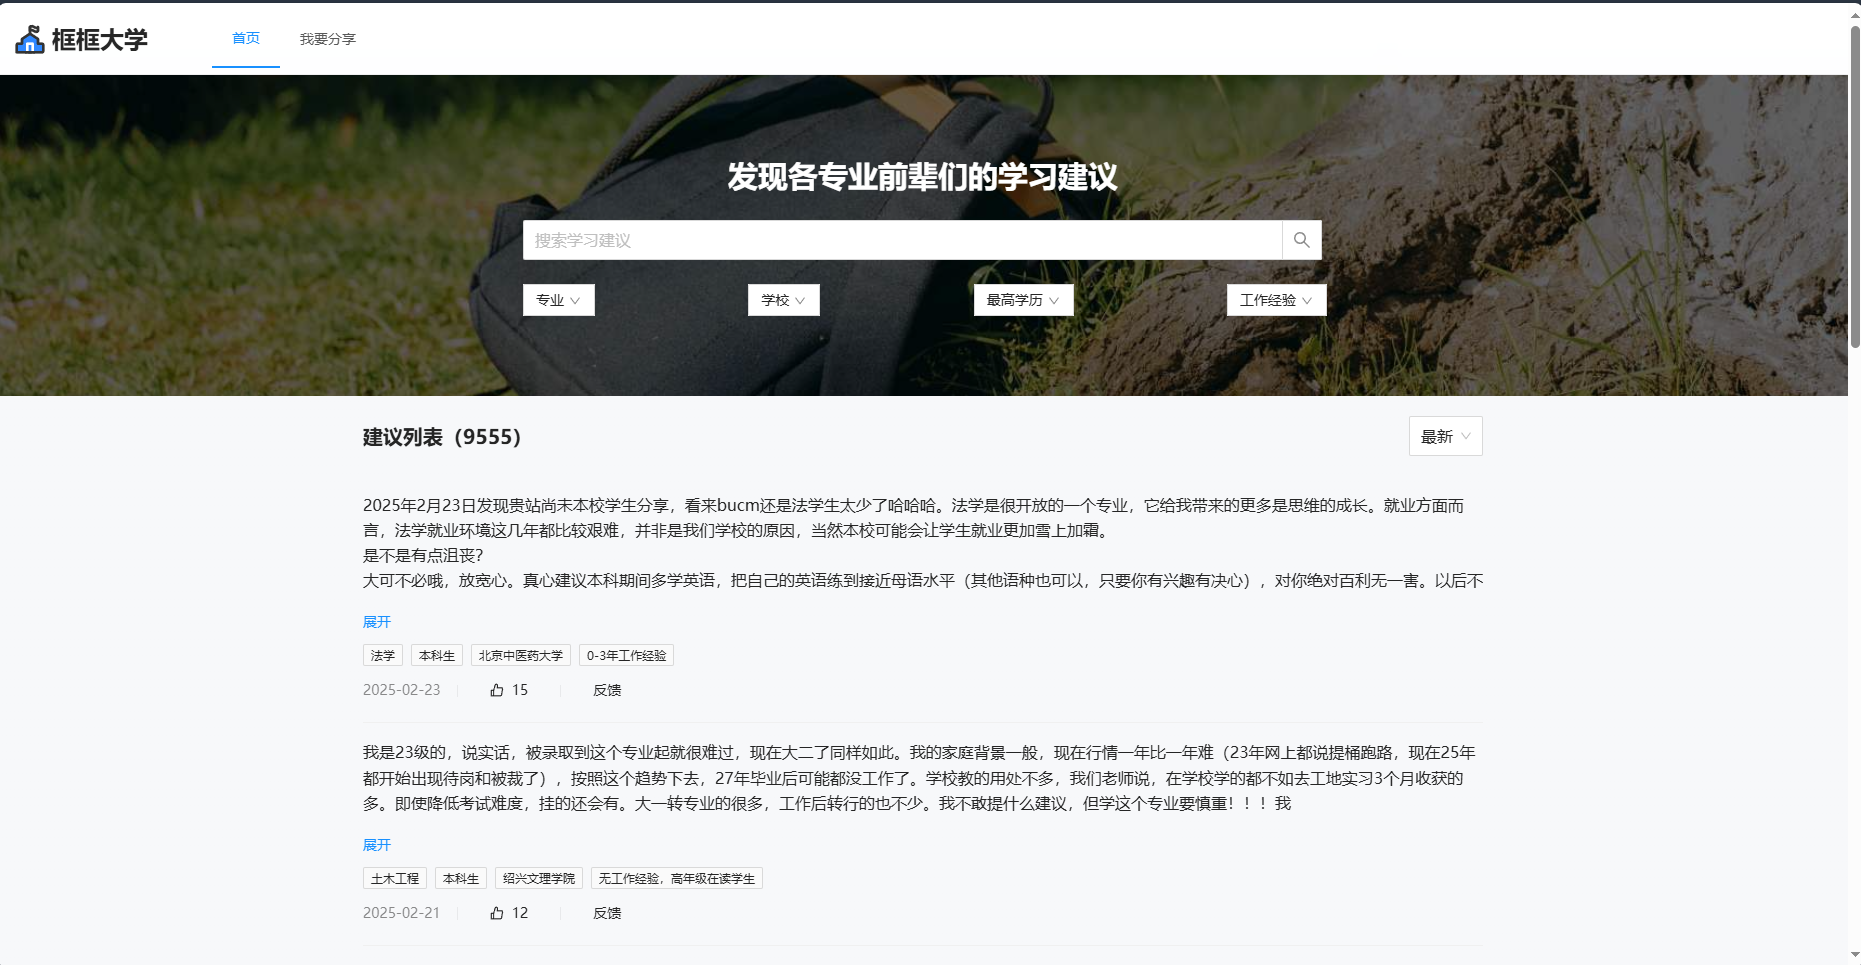 框框大学
首页
我要分享
发现各专业前辈们的学习建议
搜索学习建议
专业
学校
最高学历
工作经验
建议列表（9555）
最新
2025年2月23日发现贵站尚未本校学生分享，看来bucm还是法学生太少了哈哈哈。法学是很开放的一个专业，它给我带来的更多是思维的成长。就业方面而
言，法学就业环境这几年都比较艰难，并非是我们学校的原因，当然本校可能会让学生就业更加雪上加霜。
是不是有点沮丧？
大可不必哦，放宽心。真心建议本科期间多学英语，把自己的英语练到接近母语水平（其他语种也可以，只要你有兴趣有决心），对你绝对百利无一害。以后不
展开
法学 本科生 北京中医药大学 0-3年工作经验
2025-02-23 15 反馈
我是23级的，说实话，被录取到这个专业起就很难过，现在大二了同样如此。我的家庭背景一般，现在行情一年比一年难（23年网上都说提桶跑路，现在25年
都开始出现待岗和被裁了），按照这个趋势下去，27年毕业后可能都没工作了。学校教的用处不多，我们老师说，在学校学的都不如去工地实习3个月收获的
多。即使降低考试难度，挂的还会有。大一转专业的很多，工作后转行的也不少。我不敢提什么建议，但学这个专业要慎重！！！我
展开
土木工程 本科生 绍兴文理学院 无工作经验，高年级在读学生
2025-02-21 12 反馈